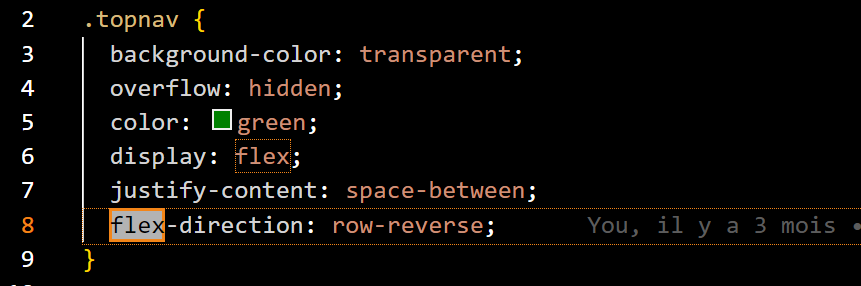 2 .topnav {
3 background-color: transparent;
4 overflow: hidden;
5 color: green;
6 display: flex;
7 justify-content: space-between;
8 flex-direction: row-reverse; You, il y a 3 mois •
9 }